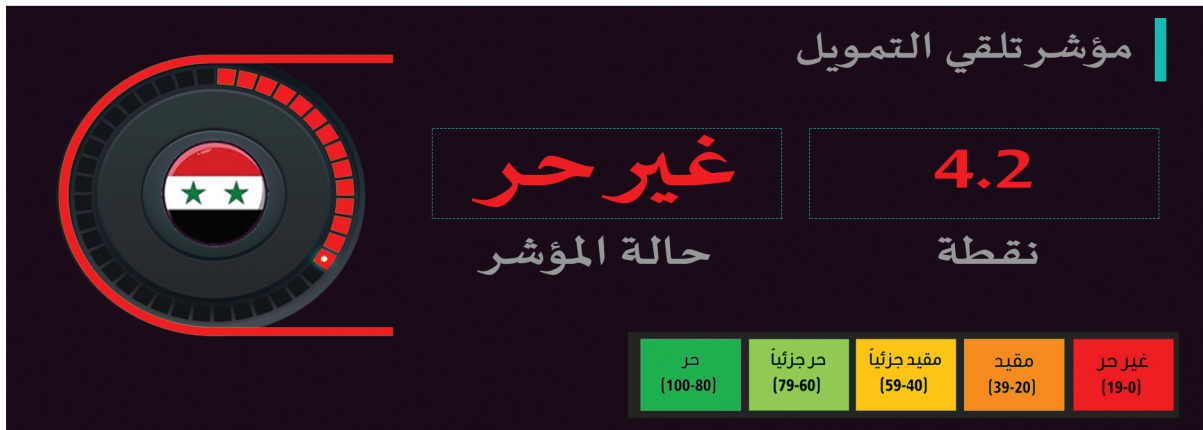 مؤشر تلقي التمويل
4.2
نقطة
غير حر
حالة المؤشر
غير حر
(19-0)
مقيد
(39-20)
مقيد جزئياً
(59-40)
حر جزئياً
(79-60)
حر
(100-80)